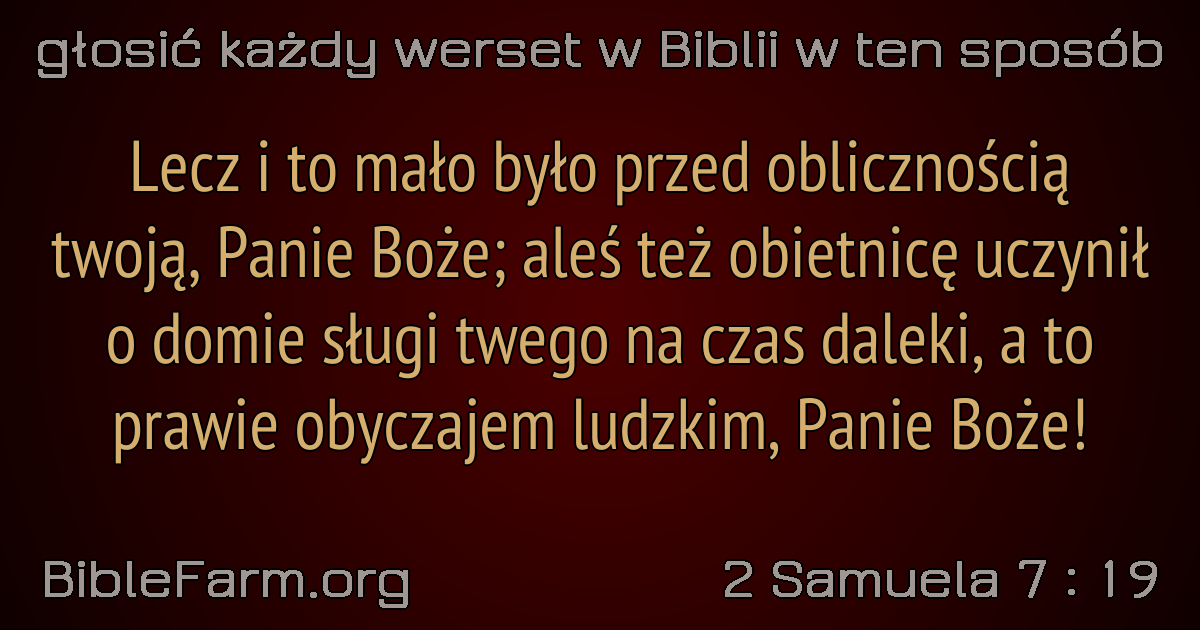 głosić każdy werset w Biblii w ten sposób
Lecz i to mało było przed oblicznością
twoją, Panie Boże; aleś też obietnicę uczynił
o domie sługi twego na czas daleki, a to
prawie obyczajem ludzkim, Panie Boże!
BibleFarm.org
2 Samuela 7 : 19